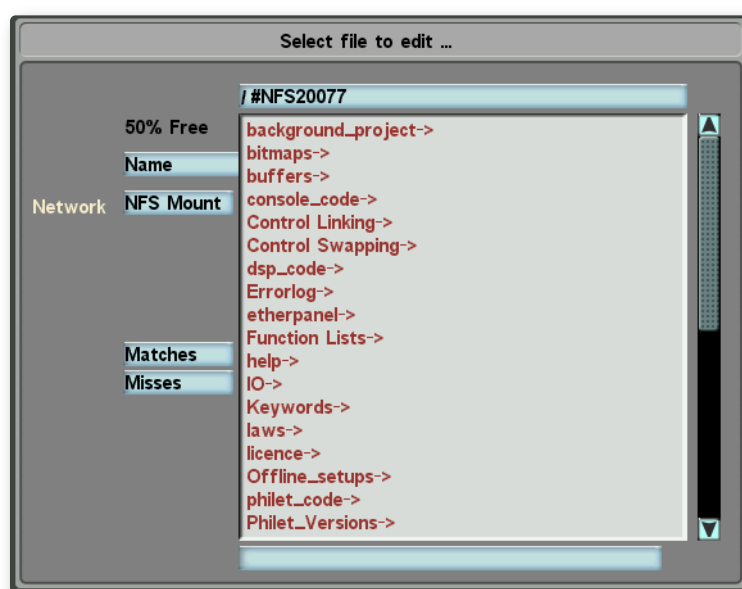 Select file to edit ...
/ #NFS20077
50% Free
Name
Network
NFS Mount
Matches
Misses
background_project->
bitmaps->
buffers->
console_code->
Control Linking->
Control Swapping->
dsp_code->
Errorlog->
etherpanel->
Function Lists->
help->
IO->
Keywords->
laws->
licence->
Offline_setups->
philet_code->
Philet_Versions->